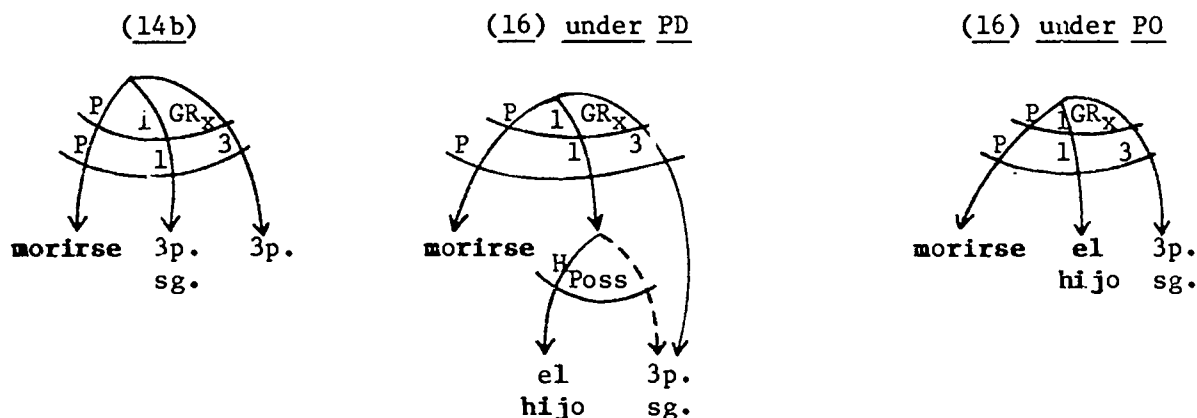 (14b) (16) under PD (16) under PO
P 1 GRx P 1 GRx P 1 GRx
P 1 3 P 1 3 P 1 3
morirse 3p. 3p. morirse morirse el 3p.
sg. hijo sg.
H Poss
el 3p.
hijo sg.